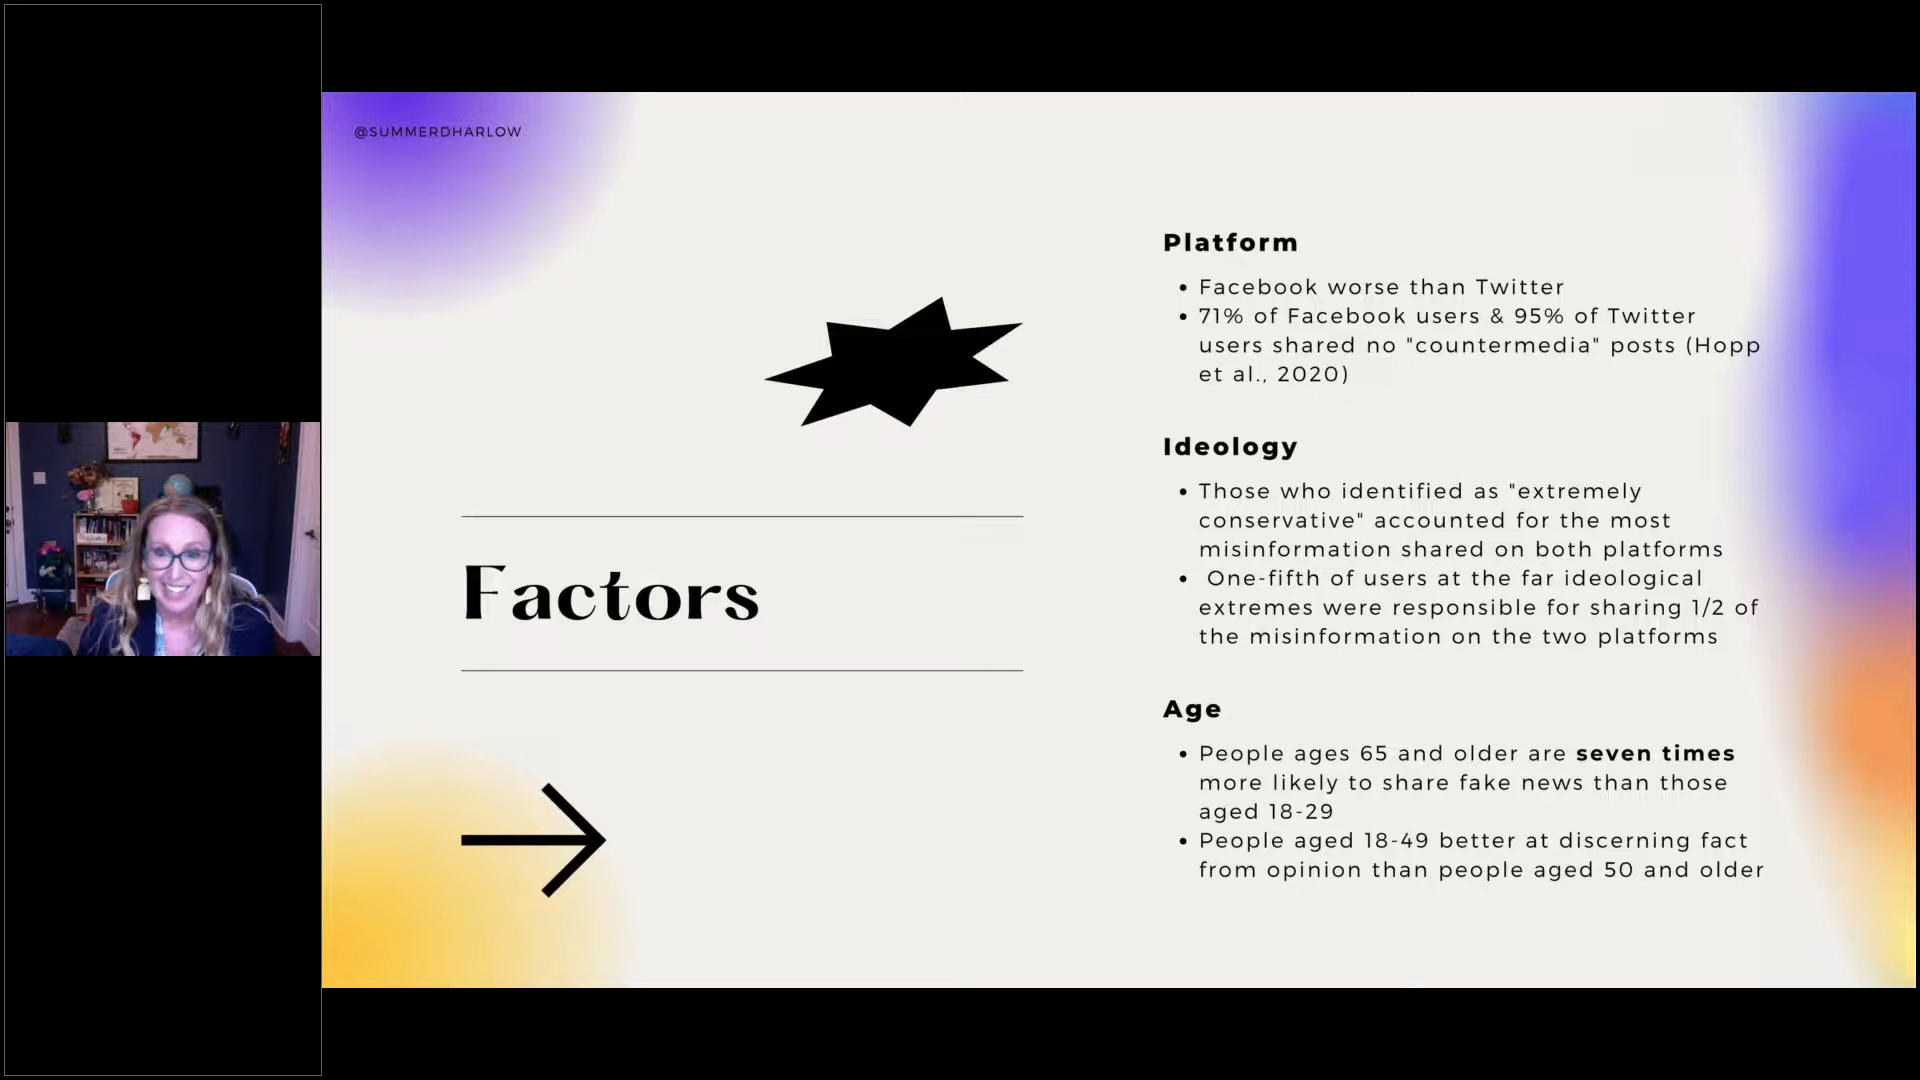 @SUMMERDHARLOW
Factors
Platform
• Facebook worse than Twitter
• 71% of Facebook users & 95% of Twitter
users shared no "countermedia" posts (Hopp
et al., 2020)
Ideology
• Those who identified as "extremely
conservative" accounted for the most
misinformation shared on both platforms
• One-fifth of users at the far ideological
extremes were responsible for sharing 1/2 of
the misinformation on the two platforms
Age
• People ages 65 and older are seven times
more likely to share fake news than those
aged 18-29
• People aged 18-49 better at discerning fact
from opinion than people aged 50 and older